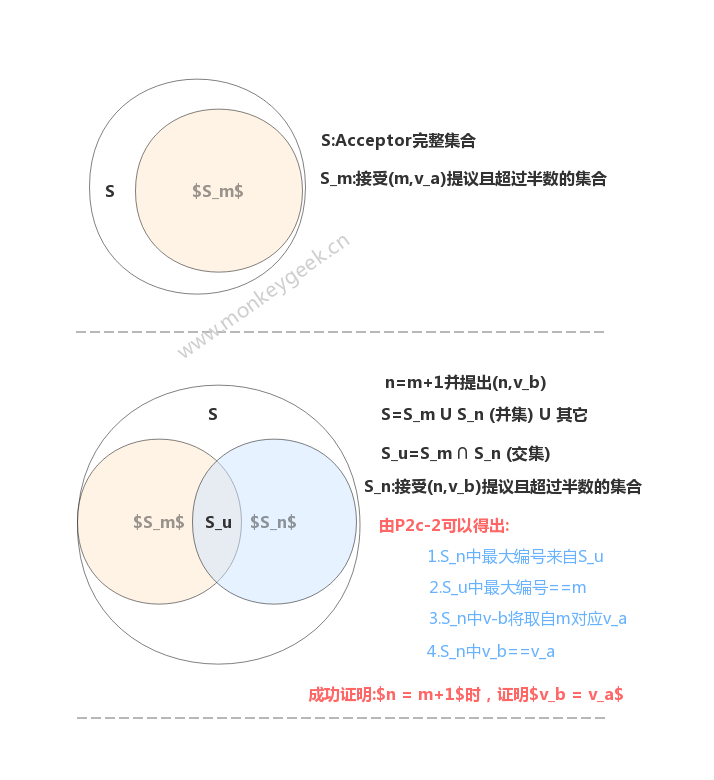 S:Acceptor完整集合
S_m:接受(m,v_a)提议且超过半数的集合
S
$S_m$
www.monkeygeek.cn
n=m+1并提出(n,v_b)
S
S=S_m U S_n (并集) U 其它
S_u=S_m ∩ S_n (交集)
S_n:接受(n,v_b)提议且超过半数的集合
$S_m$
S_u
$S_n$
由P2c-2可以得出:
1.S_n中最大编号来自S_u
2.S_u中最大编号==m
3.S_n中v-b将取自m对应v_a
4.S_n中v_b==v_a
成功证明:$n = m+1$时，证明$v_b = v_a$